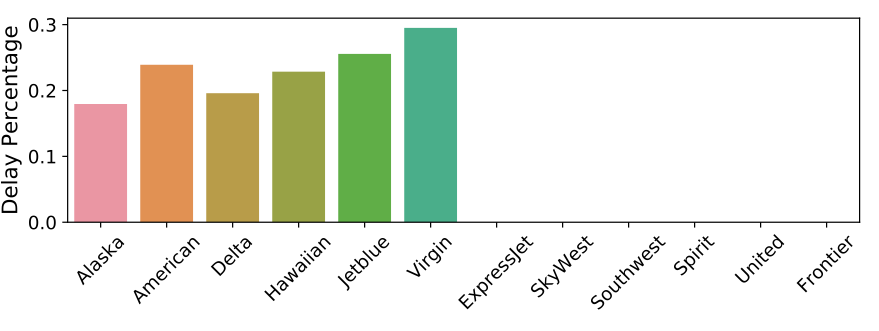 Delay Percentage
0.3
0.2
0.1
0.0
Alaska
American
Delta
Hawaiian
Jetblue
Virgin
ExpressJet
SkyWest
Southwest
Spirit
United
Frontier